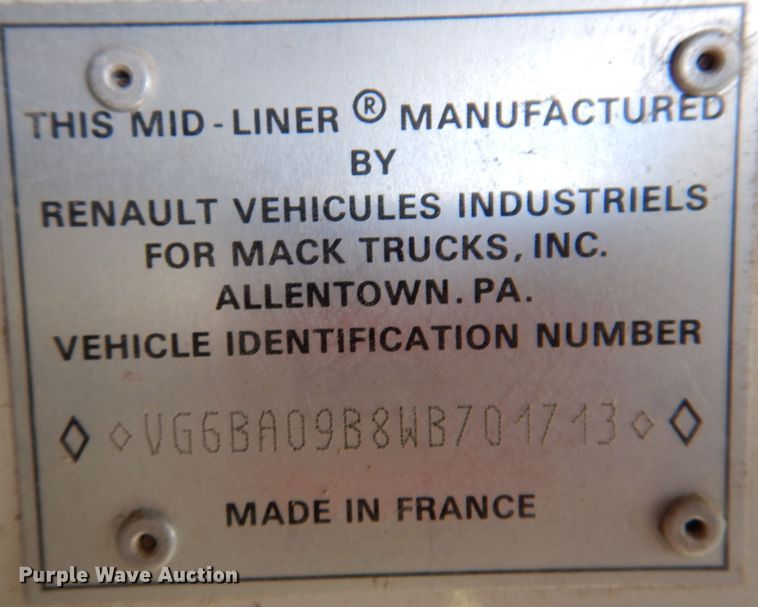 THIS MID-LINER ® MANUFACTURED
BY
RENAULT VEHICULES INDUSTRIELS
FOR MACK TRUCKS, INC.
ALLENTOWN. PA.
VEHICLE IDENTIFICATION NUMBER
◇ ◇VG6BA09B8WB701713◇ ◇
MADE IN FRANCE
Purple Wave Auction